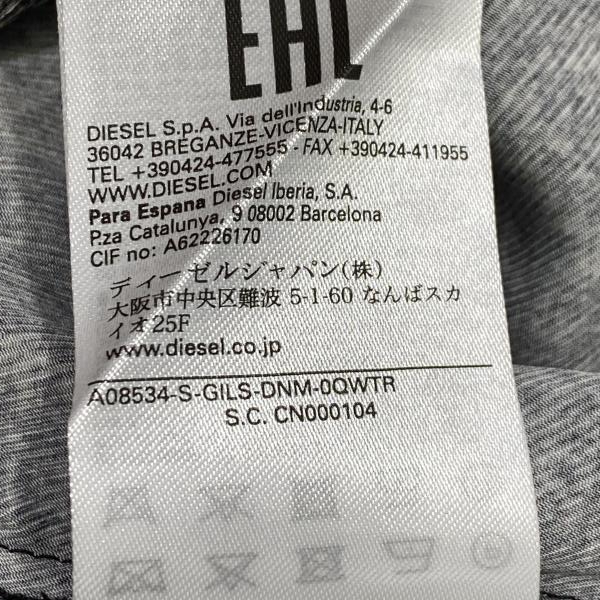 EAC
DIESEL S.p.A. Via dell'Industria, 4-6
36042 BREGANZE-VICENZA-ITALY
TEL +390424-477555 - FAX +390424-411955
WWW.DIESEL.COM
Para Espana Diesel Iberia, S.A.
P.za Catalunya, 9 08002 Barcelona
CIF no: A62226170
ディーゼルジャパン(株)
大阪市中央区難波 5-1-60 なんばスカ
イオ25F
www.diesel.co.jp
A08534-S-GILS-DNM-0QWTR
S.C. CN000104